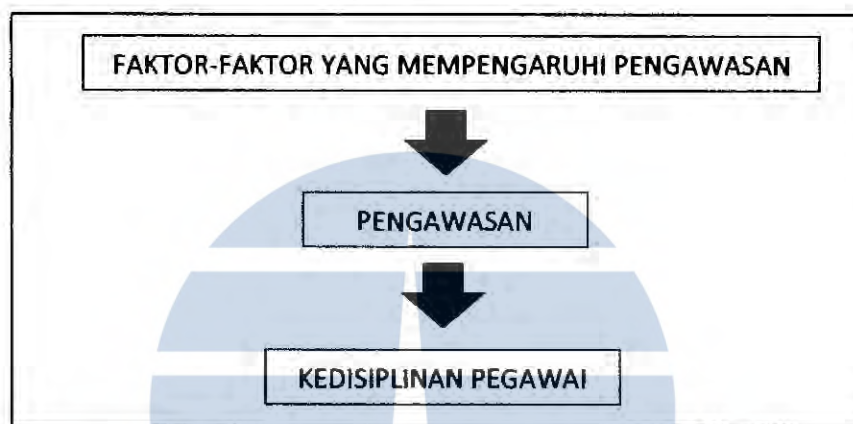 FAKTOR-FAKTOR YANG MEMPENGARUHI PENGAWASAN
PENGAWASAN
KEDISIPLINAN PEGAWAI